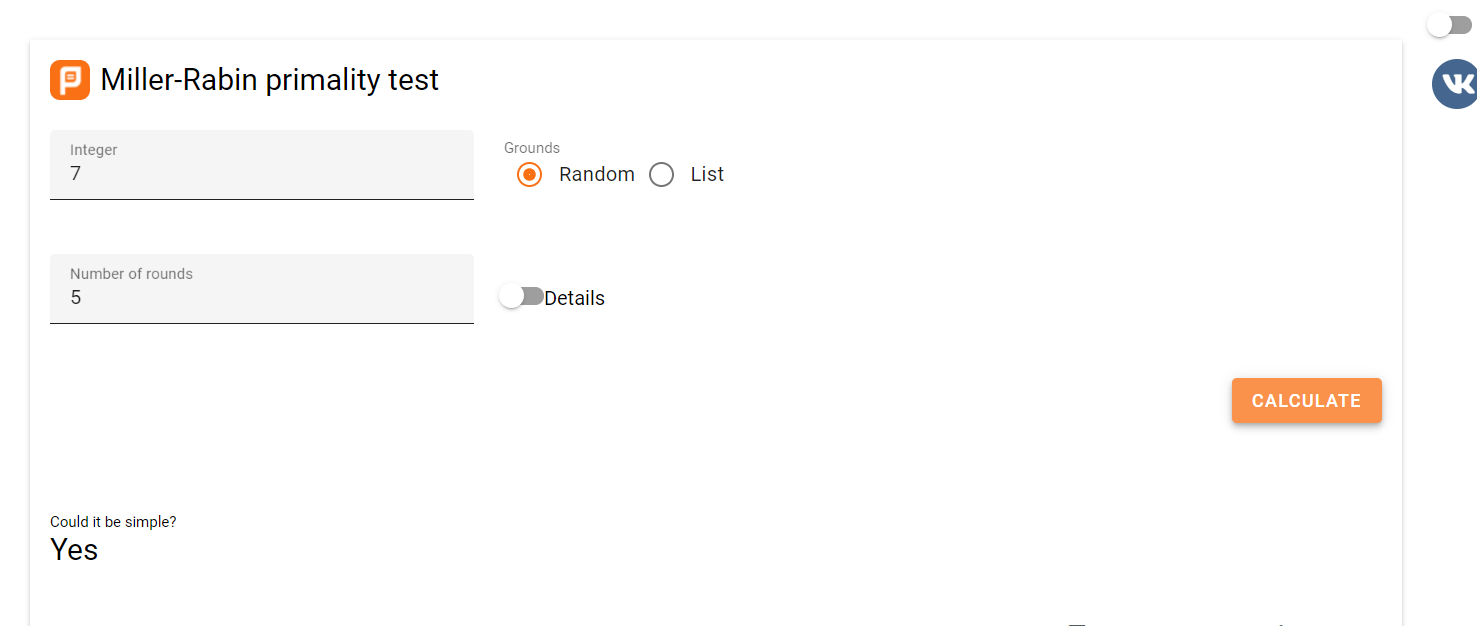 Miller-Rabin primality test
Integer
7
Grounds
Random List
Number of rounds
5
Details
CALCULATE
Could it be simple?
Yes